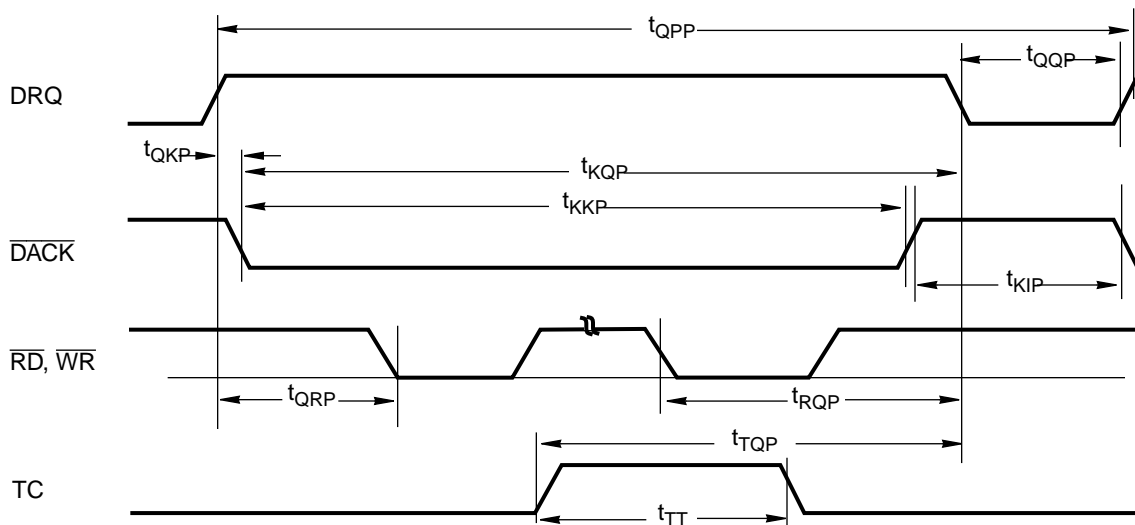 tQPP
tQQP
DRQ
tQKP
tKQP
tKKP
DACK
tKIP
RD, WR
tQRP
tRQP
tTQP
TC
tTT